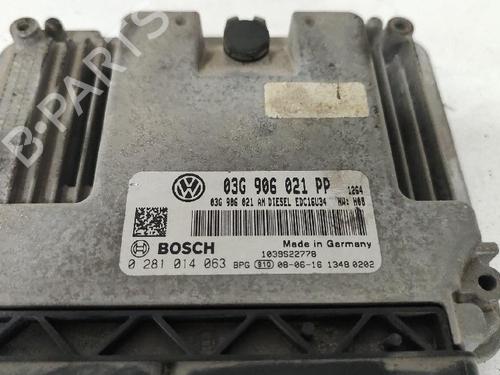 B-PARTS
03G 906 021 PP 1264
03G 906 021 AM DIESEL EDC16U34 HW: H08
BOSCH
Made in Germany
1039S22778
0 281 014 063 BPG 910 08-06-16 1348 0202